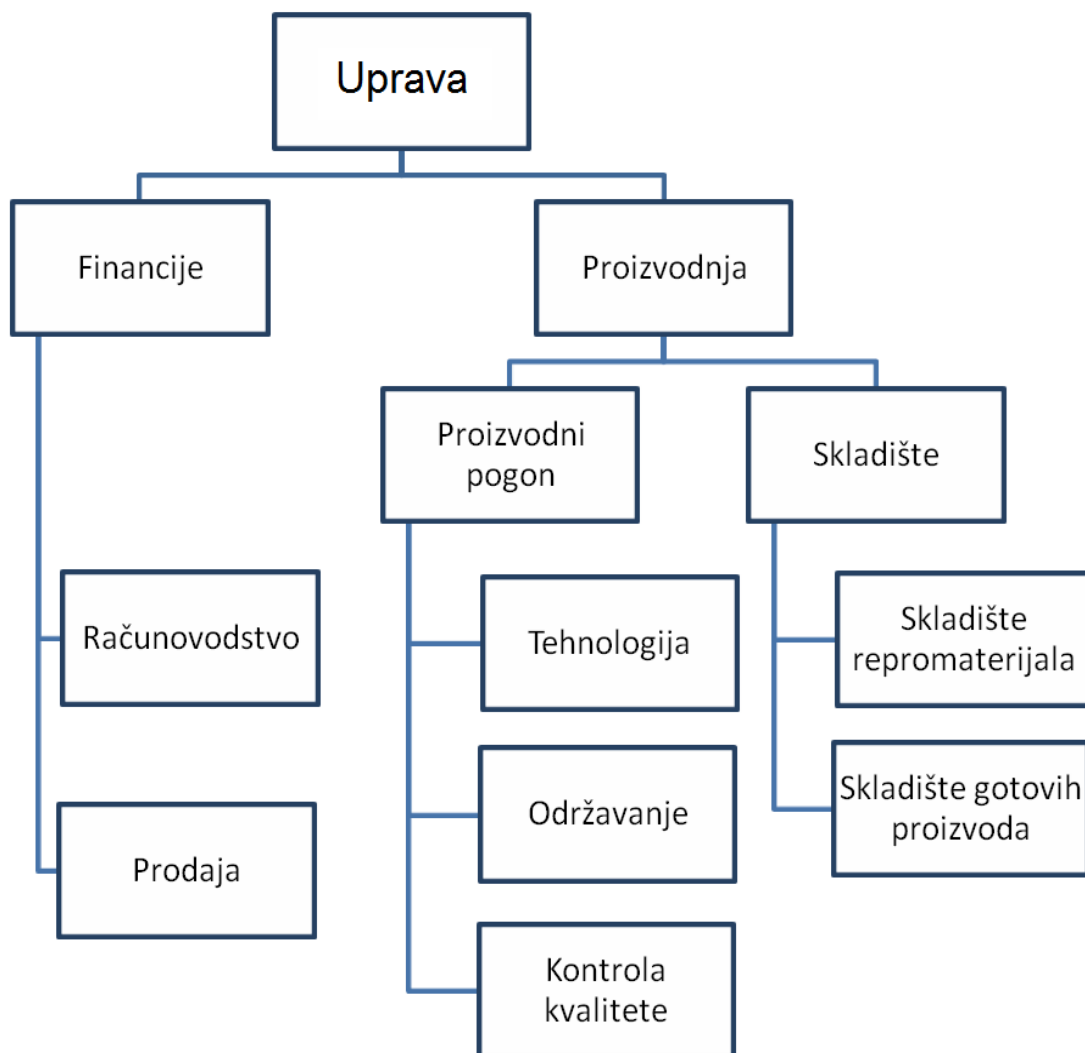 Uprava
Financije
Proizvodnja
Proizvodni
pogon
Skladište
Računovodstvo
Tehnologija
Skladište
repromaterijala
Održavanje
Skladište gotovih
proizvoda
Prodaja
Kontrola
kvalitete